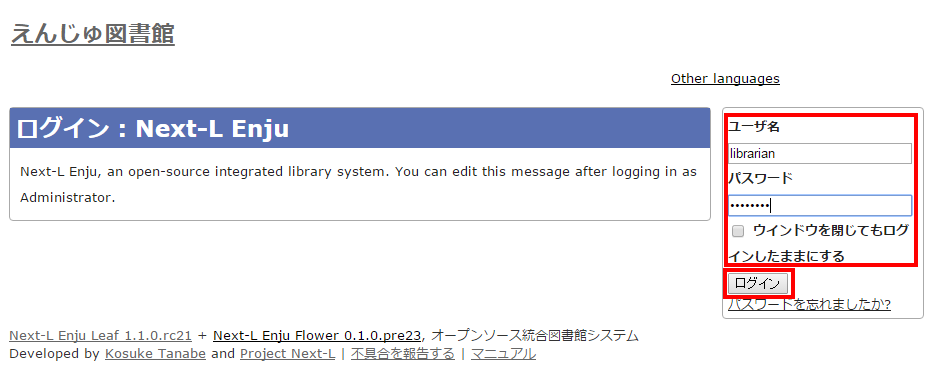 えんじゅ図書館
Other languages
ログイン : Next-L Enju
Next-L Enju, an open-source integrated library system. You can edit this message after logging in as
Administrator.
ユーザ名
librarian
パスワード
••••••••
ウインドウを閉じてもログ
インしたままにする
ログイン
パスワードを忘れましたか?
Next-L Enju Leaf 1.1.0.rc21 + Next-L Enju Flower 0.1.0.pre23, オープンソース統合図書館システム
Developed by Kosuke Tanabe and Project Next-L | 不具合を報告する | マニュアル